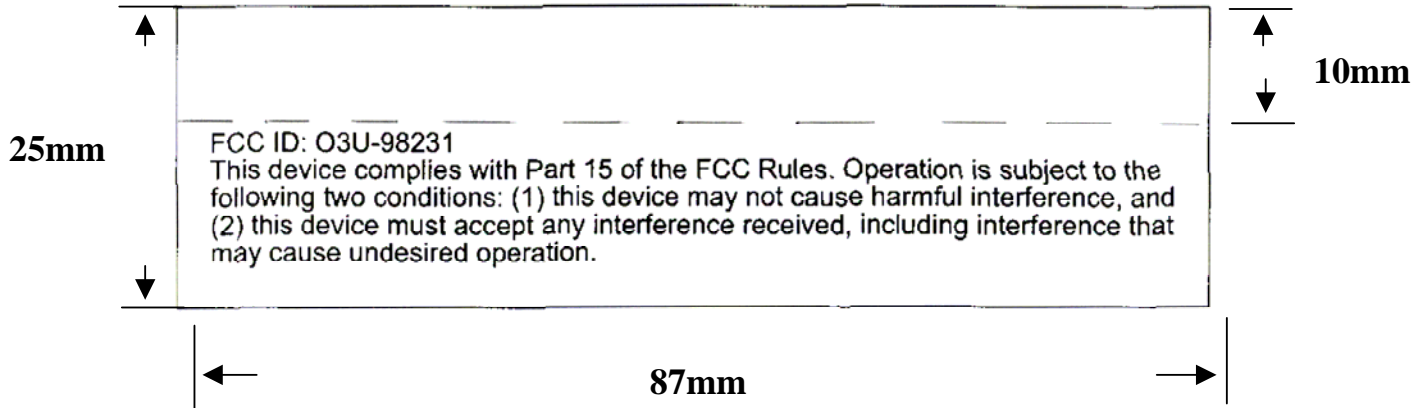 10mm
25mm
FCC ID: O3U-98231
This device complies with Part 15 of the FCC Rules. Operation is subject to the
following two conditions: (1) this device may not cause harmful interference, and
(2) this device must accept any interference received, including interference that
may cause undesired operation.
87mm